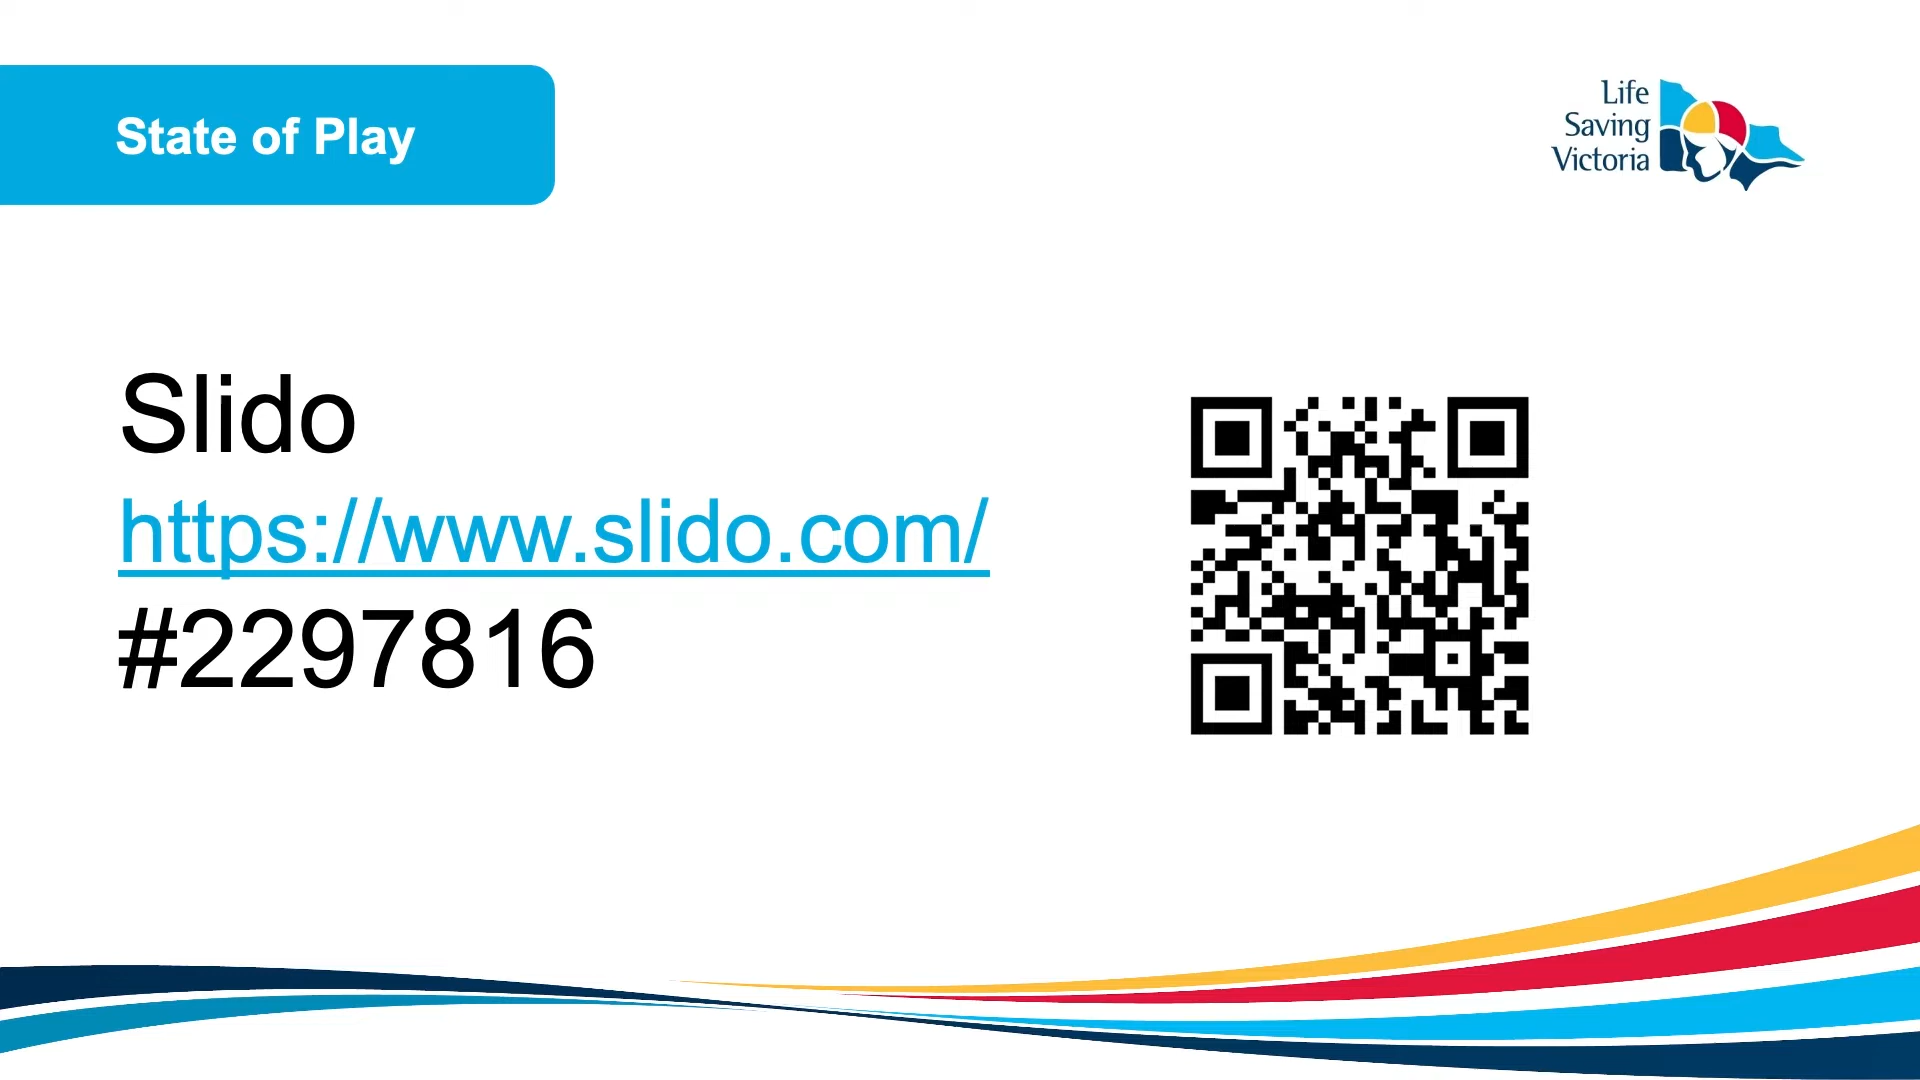 State of Play
Life
Saving
Victoria
Slido
https://www.slido.com/
#2297816